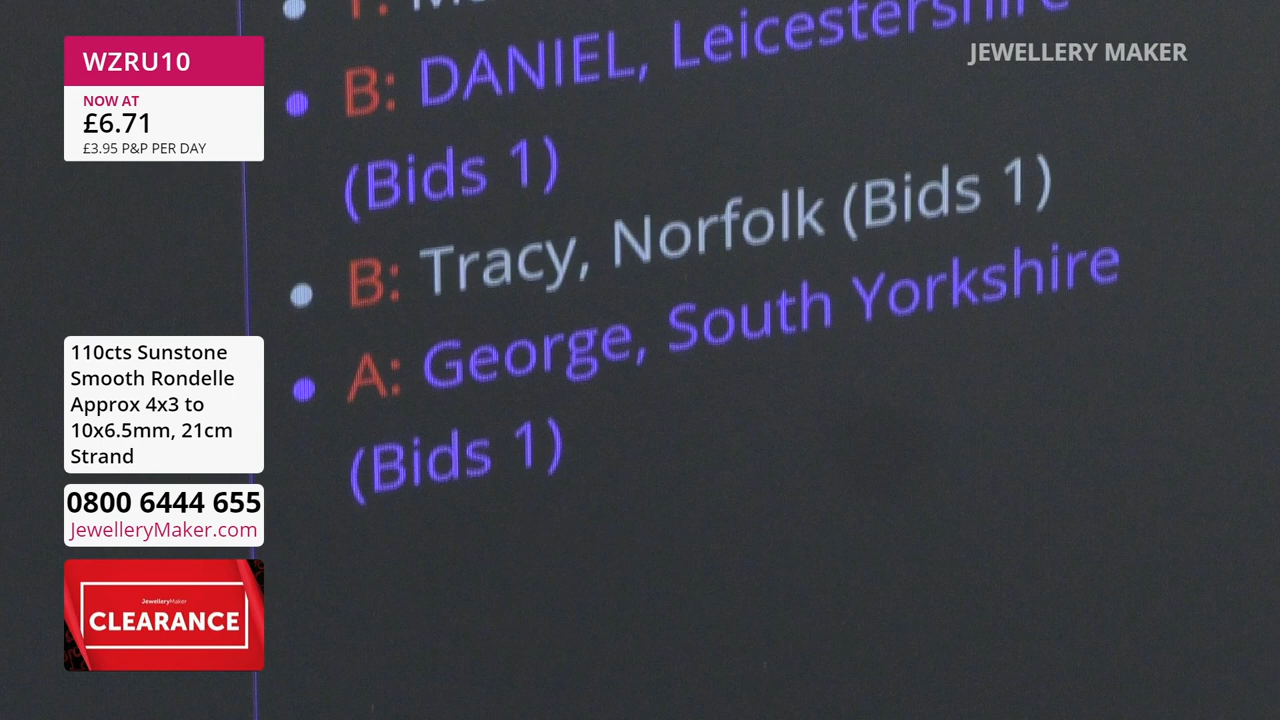 WZRU10
NOW AT
£6.71
£3.95 P&P PER DAY
JEWELLERY MAKER
B: DANIEL, Leicestershire
(Bids 1)
B: Tracy, Norfolk (Bids 1)
A: George, South Yorkshire
(Bids 1)
110cts Sunstone
Smooth Rondelle
Approx 4x3 to
10x6.5mm, 21cm
Strand
0800 6444 655
JewelleryMaker.com
JewelleryMaker
CLEARANCE